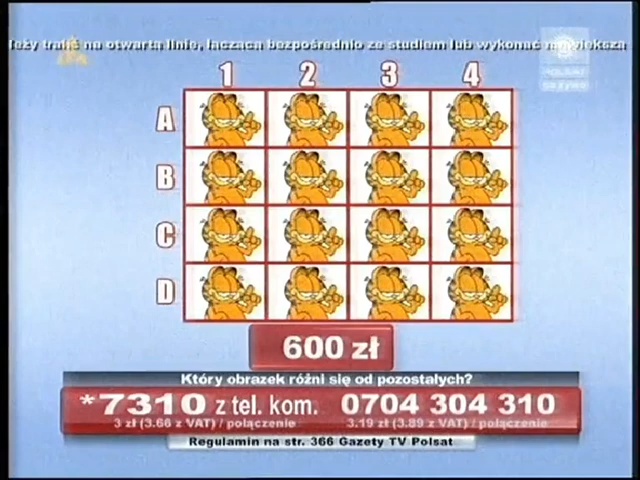 leży trafić na otwartą linię, łączącą bezpośrednio ze studiem lub wykonać największą
POLSAT
1 2 3 4
A
B
C
D
600 zł
Który obrazek różni się od pozostałych?
*7310 z tel. kom. 0704 304 310
3 zł (3.66 z VAT) / połączenie 3.19 zł (3.89 z VAT) / połączenie
Regulamin na str. 366 Gazety TV Polsat